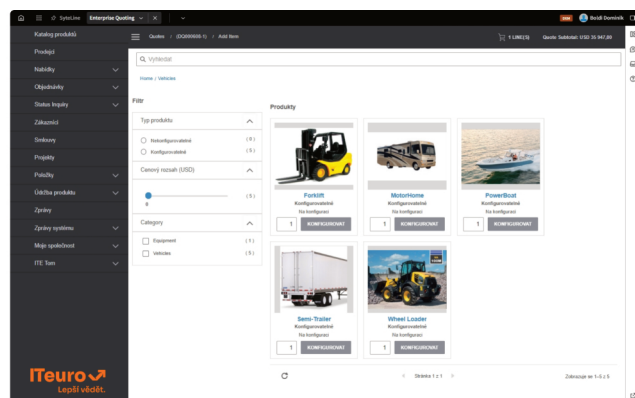 SyteLine
Enterprise Quoting
Boldi Dominik
Katalog produktů
Prodejci
Nabídky
Objednávky
Status Inquiry
Zákazníci
Smlouvy
Projekty
Položky
Údržba produktu
Zprávy
Zprávy systému
Moje společnost
ITE Tom
ITeuro
Lepší vědět.
Quotes / (DQ000608-1) / Add Item
1 LINE(S)
Quote Subtotal: USD 35 947,00
Vyhledat
Home / Vehicles
Filtr
Typ produktu
Nekonfigurovatelné
Konfigurovatelné
( 5 )
Cenový rozsah (USD)
( 5 )
0
Category
Equipment
( 1 )
Vehicles
( 5 )
Produkty
Forklift
Konfigurovatelné
Na konfiguraci
1 KONFIGUROVAT
MotorHome
Konfigurovatelné
Na konfiguraci
1 KONFIGUROVAT
PowerBoat
Konfigurovatelné
Na konfiguraci
1 KONFIGUROVAT
Semi-Trailer
Konfigurovatelné
Na konfiguraci
1 KONFIGUROVAT
Wheel Loader
Konfigurovatelné
Na konfiguraci
1 KONFIGUROVAT
Stránka 1 z 1
Zobrazuje se 1–5 z 5